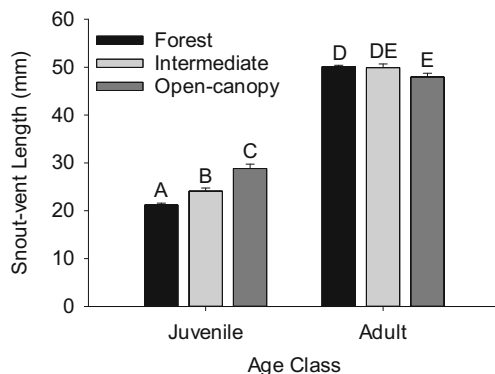 60
50
40
30
20
10
0
Snout-vent Length (mm)
Forest
Intermediate
Open-canopy
A
B
C
D
DE
E
Juvenile
Adult
Age Class